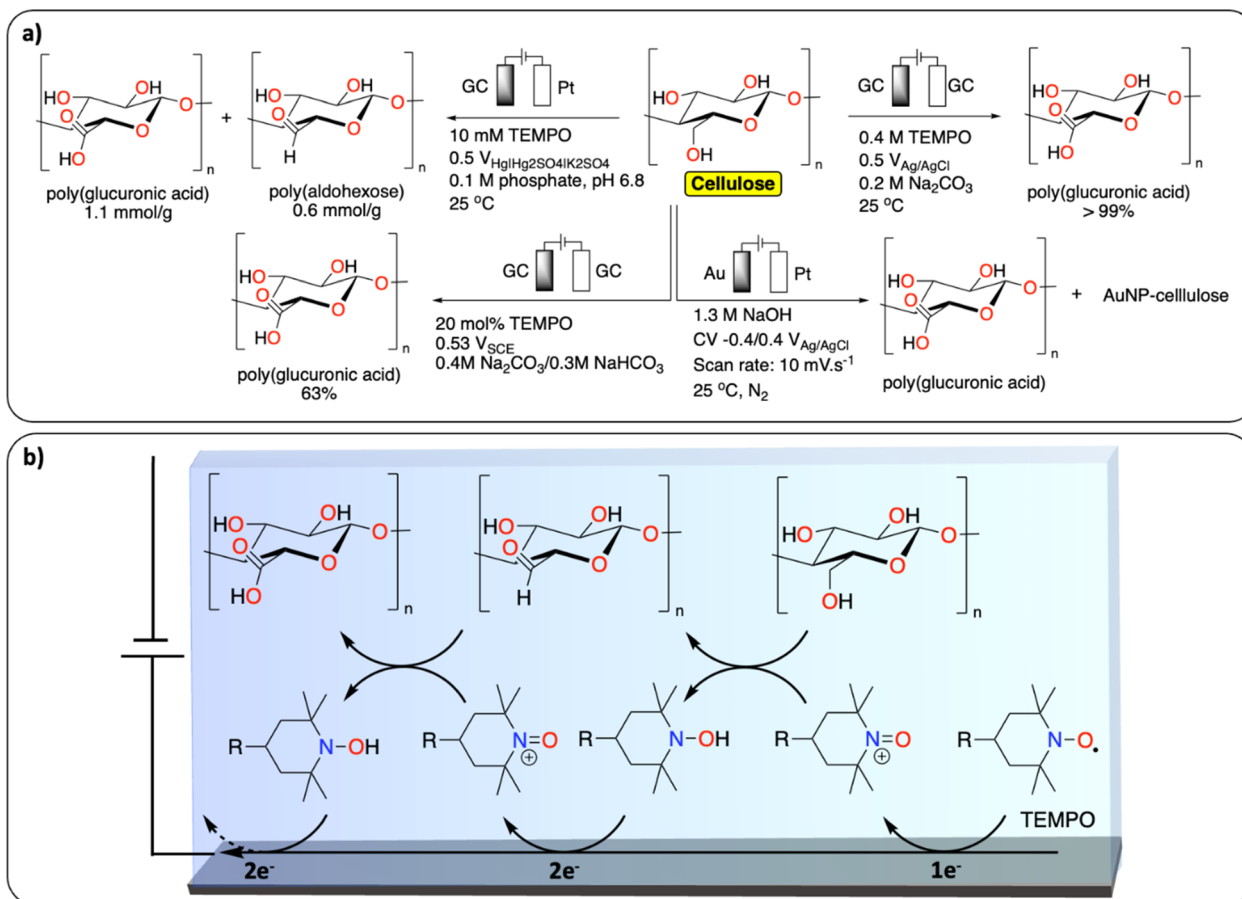 a)
HO
OH
O
O
O
HO
n
poly(glucuronic acid)
1.1 mmol/g
+
HO
OH
O
O
O
H
n
poly(aldohexose)
0.6 mmol/g
GC
Pt
10 mM TEMPO
0.5 VHg|Hg2SO4|K2SO4
0.1 M phosphate, pH 6.8
25 °C
HO
OH
O
O
OH
n
Cellulose
GC
GC
0.4 M TEMPO
0.5 VAg/AgCl
0.2 M Na2CO3
25 °C
HO
OH
O
O
O
HO
n
poly(glucuronic acid)
> 99%
HO
OH
O
O
O
HO
n
poly(glucuronic acid)
63%
GC
GC
20 mol% TEMPO
0.53 VSCE
0.4M Na2CO3/0.3M NaHCO3
Au
Pt
1.3 M NaOH
CV -0.4/0.4 VAg/AgCl
Scan rate: 10 mV.s-1
25 °C, N2
HO
OH
O
O
O
HO
n
poly(glucuronic acid)
+
AuNP-celllulose
b)
HO
OH
O
O
O
HO
n
HO
OH
O
O
O
H
n
HO
OH
O
O
OH
n
R
N
OH
R
N
O
+
R
N
OH
R
N
O
+
R
N
O
TEMPO
2e-
2e-
1e-